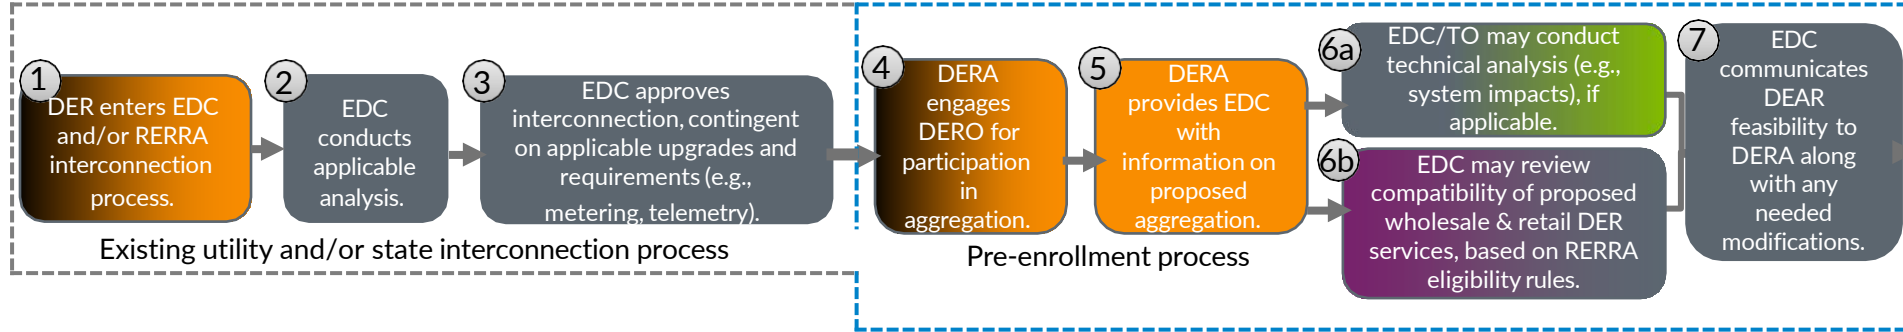 1
DER enters EDC
and/or RERRA
interconnection
process.
2
EDC
conducts
applicable
analysis.
3
EDC approves
interconnection, contingent
on applicable upgrades and
requirements (e.g.,
metering, telemetry).
Existing utility and/or state interconnection process
4
DERA
engages
DERO for
participation
in
aggregation.
5
DERA
provides EDC
with
information on
proposed
aggregation.
Pre-enrollment process
6a
EDC/TO may conduct
technical analysis (e.g.,
system impacts), if
applicable.
6b
EDC may review
compatibility of proposed
wholesale & retail DER
services, based on RERRA
eligibility rules.
7
EDC
communicates
DEAR
feasibility to
DERA along
with any
needed
modifications.